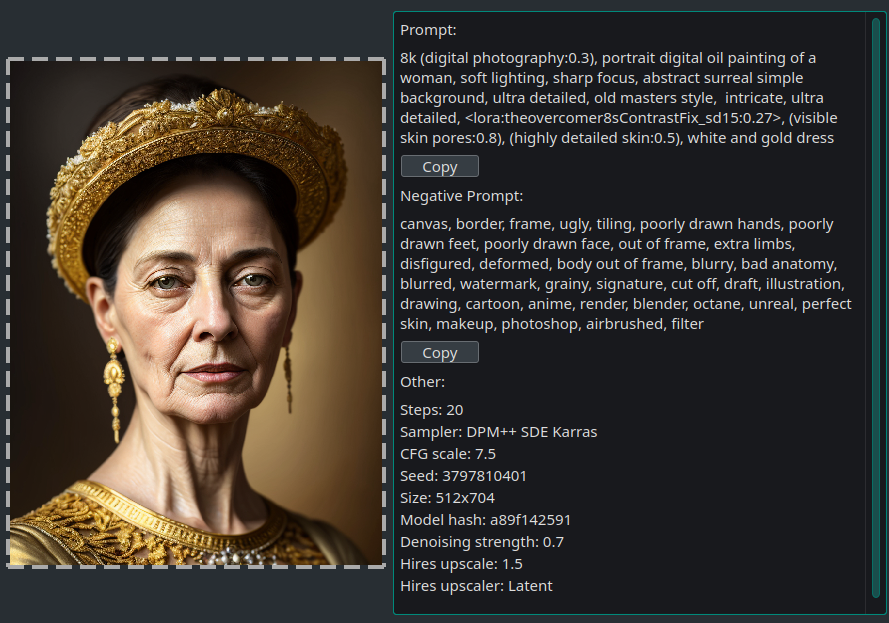 Prompt:
8k (digital photography:0.3), portrait digital oil painting of a
woman, soft lighting, sharp focus, abstract surreal simple
background, ultra detailed, old masters style,  intricate, ultra
detailed, <lora:theovercomer8sContrastFix_sd15:0.27>, (visible
skin pores:0.8), (highly detailed skin:0.5), white and gold dress
Copy
Negative Prompt:
canvas, border, frame, ugly, tiling, poorly drawn hands, poorly
drawn feet, poorly drawn face, out of frame, extra limbs,
disfigured, deformed, body out of frame, blurry, bad anatomy,
blurred, watermark, grainy, signature, cut off, draft, illustration,
drawing, cartoon, anime, render, blender, octane, unreal, perfect
skin, makeup, photoshop, airbrushed, filter
Copy
Other:
Steps: 20
Sampler: DPM++ SDE Karras
CFG scale: 7.5
Seed: 3797810401
Size: 512x704
Model hash: a89f142591
Denoising strength: 0.7
Hires upscale: 1.5
Hires upscaler: Latent